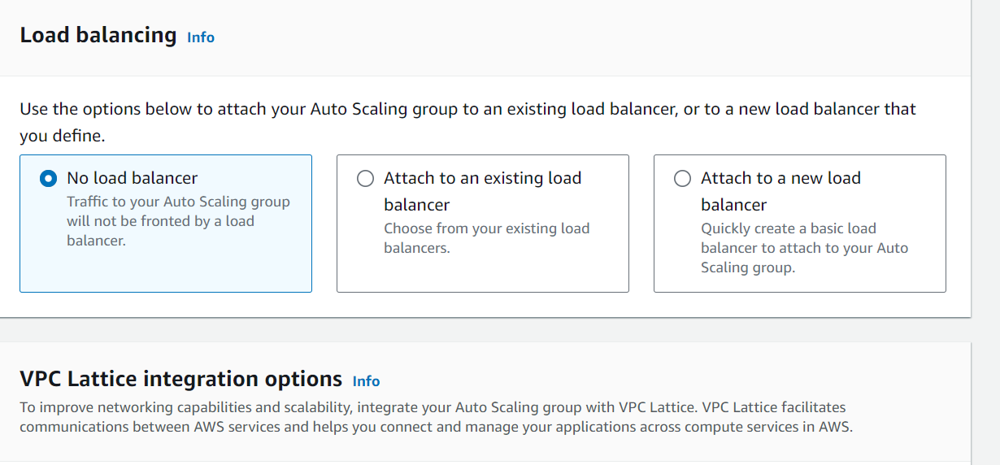 Load balancing Info
Use the options below to attach your Auto Scaling group to an existing load balancer, or to a new load balancer that
you define.
No load balancer
Traffic to your Auto Scaling group
will not be fronted by a load
balancer.
Attach to an existing load
balancer
Choose from your existing load
balancers.
Attach to a new load
balancer
Quickly create a basic load
balancer to attach to your Auto
Scaling group.
VPC Lattice integration options Info
To improve networking capabilities and scalability, integrate your Auto Scaling group with VPC Lattice. VPC Lattice facilitates
communications between AWS services and helps you connect and manage your applications across compute services in AWS.